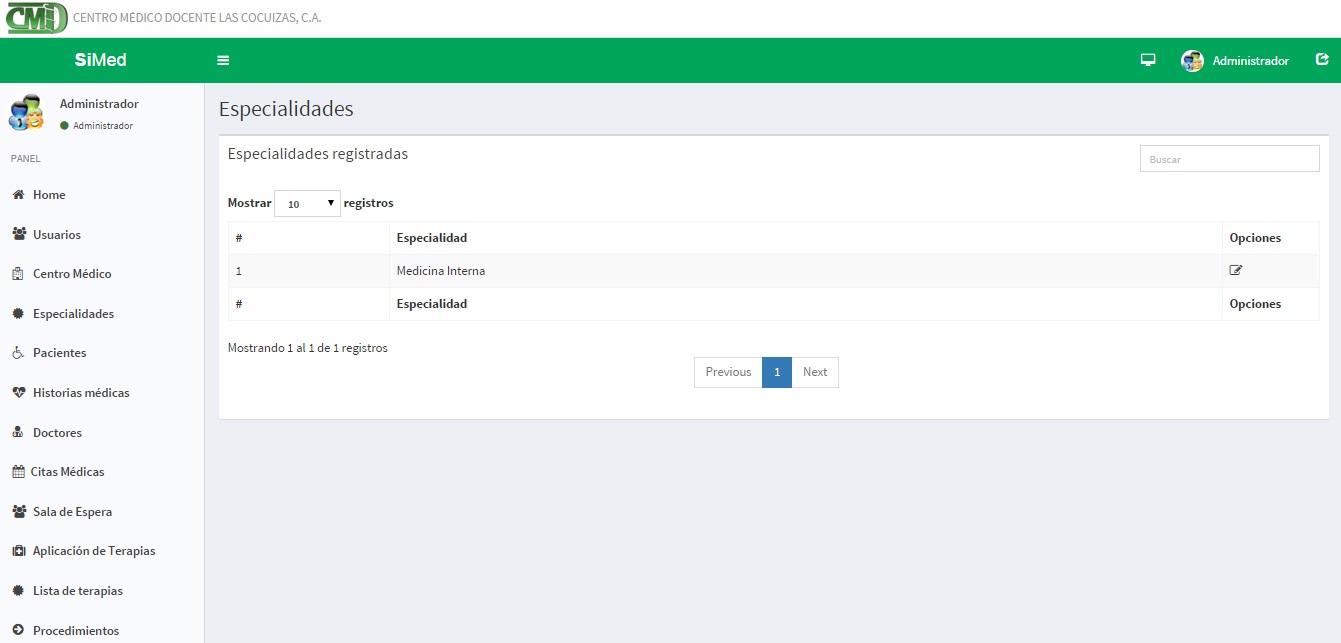 CMD CENTRO MÉDICO DOCENTE LAS COCUIZAS, C.A.
SiMed
Administrador
Administrador
Administrador
PANEL
Home
Usuarios
Centro Médico
Especialidades
Pacientes
Historias médicas
Doctores
Citas Médicas
Sala de Espera
Aplicación de Terapias
Lista de terapias
Procedimientos
Especialidades
Especialidades registradas
Buscar
Mostrar 10 registros
# Especialidad Opciones
1 Medicina Interna
# Especialidad Opciones
Mostrando 1 al 1 de 1 registros
Previous 1 Next